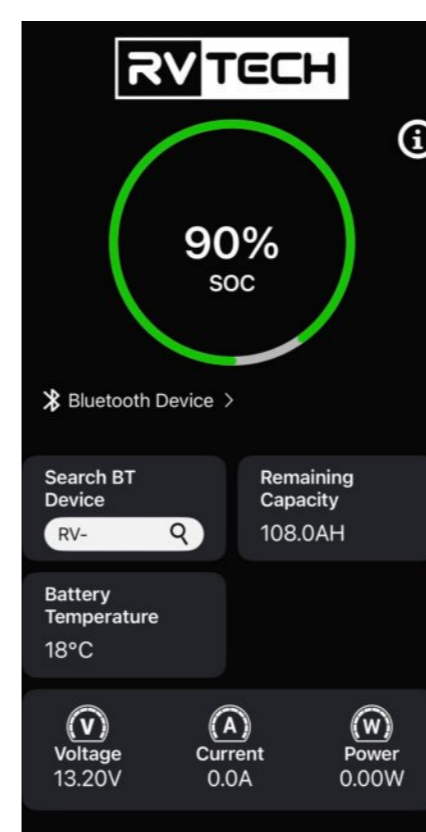 RVTECH
90%
SOC
Bluetooth Device >
Search BT
Device
RV-
Remaining
Capacity
108.0AH
Battery
Temperature
18°C
V
A
W
Voltage
Current
Power
13.20V
0.0A
0.00W